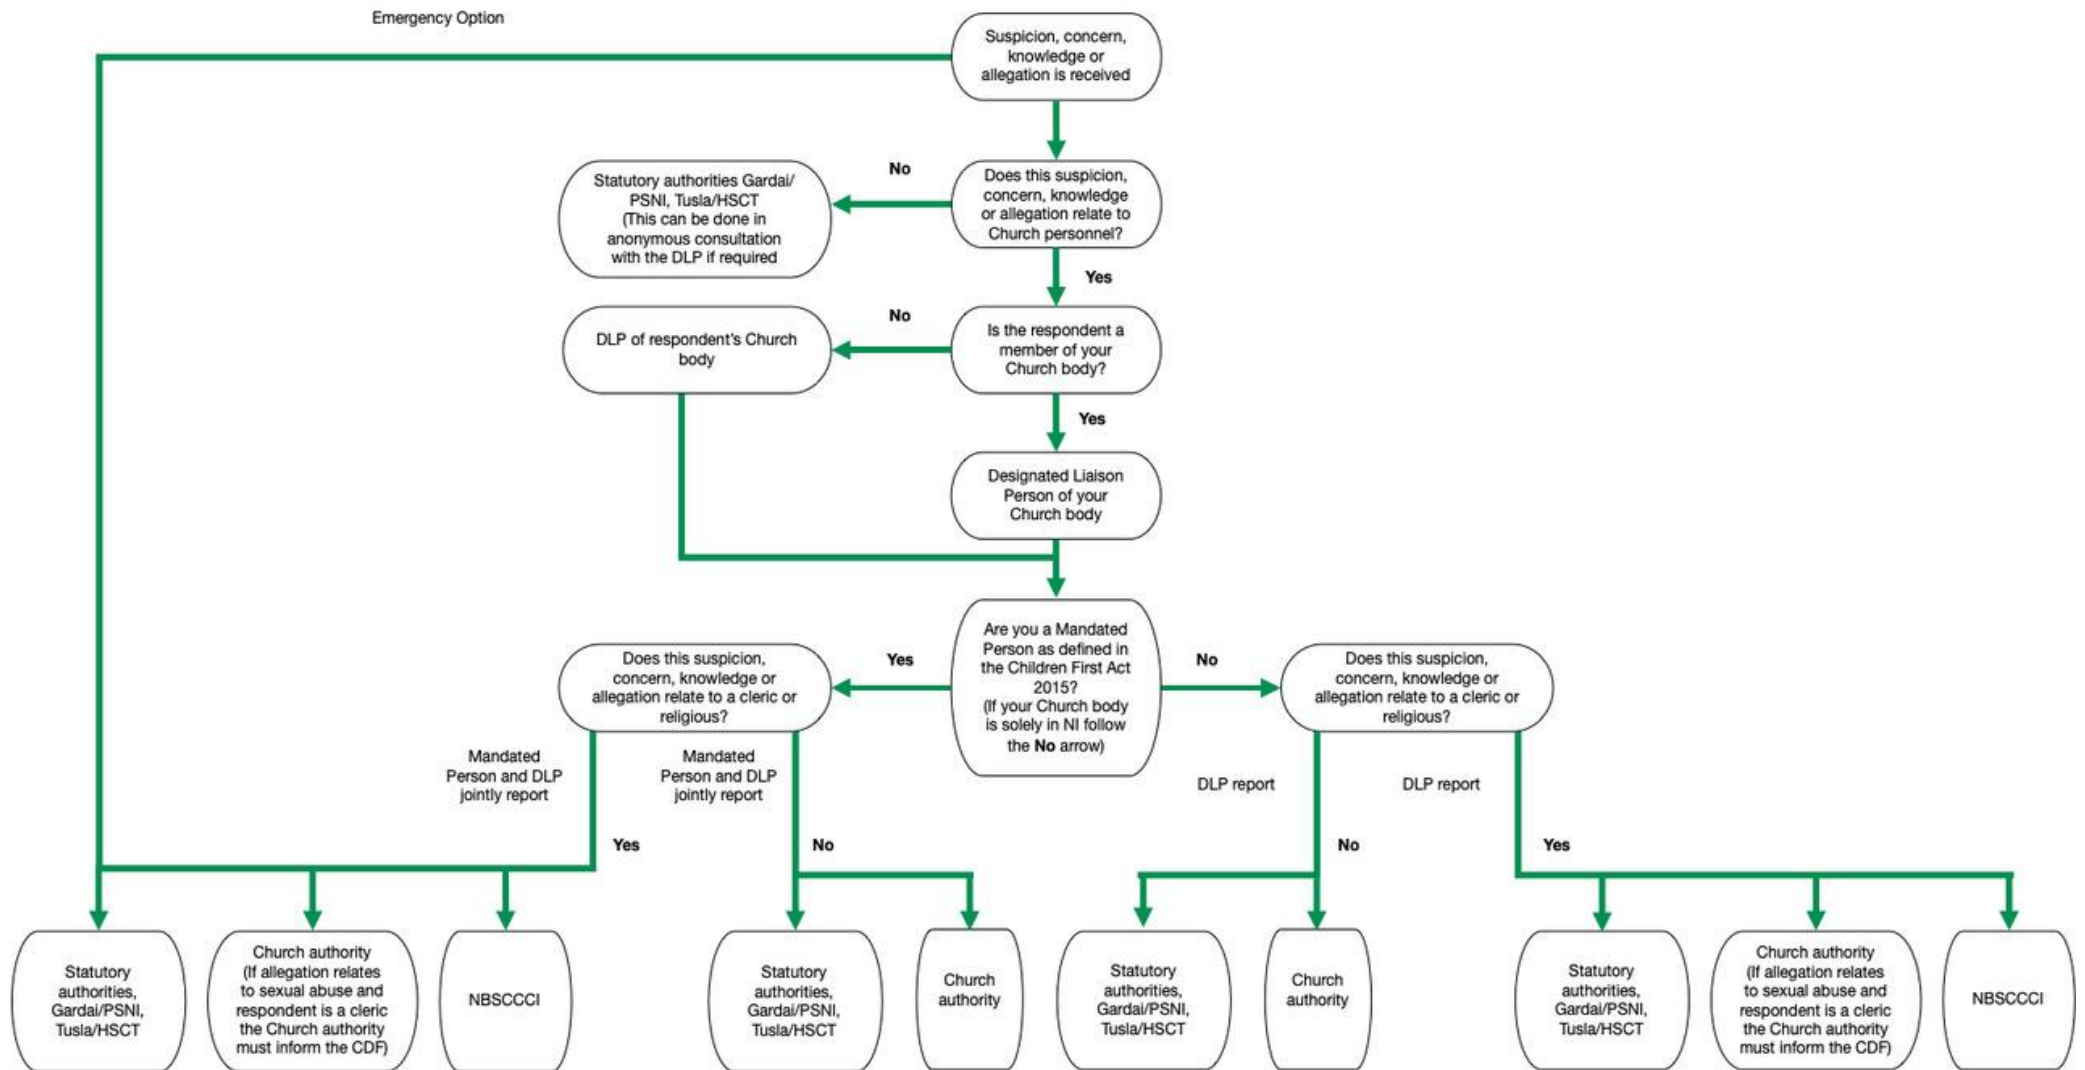 Emergency Option
Suspicion, concern,
knowledge or
allegation is received
No
Statutory authorities Gardai/
PSNI, Tusla/HSCT
(This can be done in
anonymous consultation
with the DLP if required
Does this suspicion,
concern, knowledge
or allegation relate to
Church personnel?
Yes
No
DLP of respondent's Church
body
Is the respondent a
member of your
Church body?
Yes
Designated Liaison
Person of your
Church body
Are you a Mandated
Person as defined in
the Children First Act
2015?
(If your Church body
is solely in NI follow
the No arrow)
Yes
No
Does this suspicion,
concern, knowledge or
allegation relate to a cleric or
religious?
Does this suspicion,
concern, knowledge or
allegation relate to a cleric or
religious?
Mandated
Person and DLP
jointly report
Mandated
Person and DLP
jointly report
DLP report
DLP report
Yes
No
No
Yes
Statutory
authorities,
Gardai/PSNI,
Tusla/HSCT
Church authority
(If allegation relates
to sexual abuse and
respondent is a cleric
the Church authority
must inform the CDF)
NBSCCCI
Statutory
authorities,
Gardai/PSNI,
Tusla/HSCT
Church
authority
Statutory
authorities,
Gardai/PSNI,
Tusla/HSCT
Church
authority
Statutory
authorities,
Gardai/PSNI,
Tusla/HSCT
Church authority
(If allegation relates
to sexual abuse and
respondent is a cleric
the Church authority
must inform the CDF)
NBSCCCI